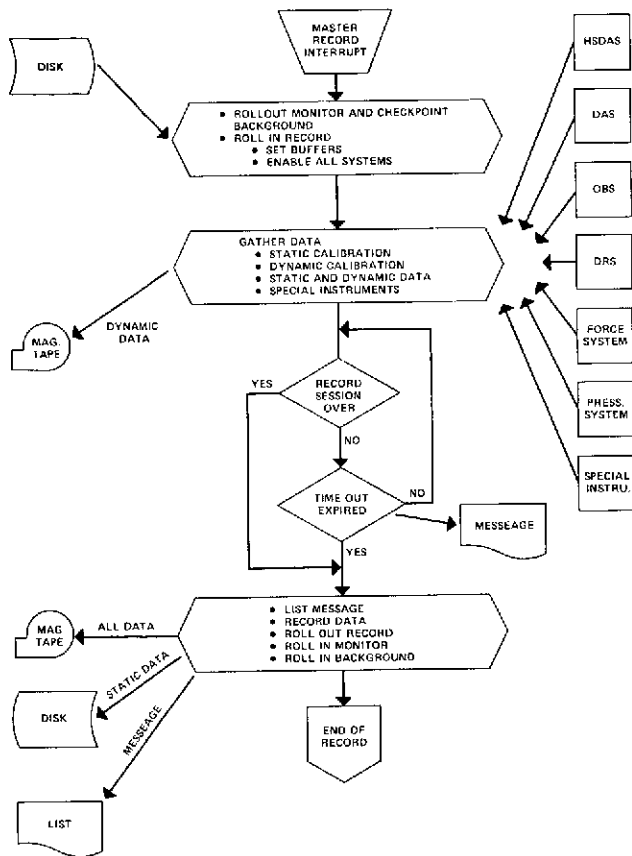 MASTER
RECORD
INTERRUPT
DISK
• ROLLOUT MONITOR AND CHECKPOINT
BACKGROUND
• ROLL IN RECORD
• SET BUFFERS
• ENABLE ALL SYSTEMS
HSDAS
DAS
OBS
DRS
FORCE
SYSTEM
PRESS.
SYSTEM
SPECIAL
INSTRU.
GATHER DATA
• STATIC CALIBRATION
• DYNAMIC CALIBRATION
• STATIC AND DYNAMIC DATA
• SPECIAL INSTRUMENTS
DYNAMIC
DATA
MAG.
TAPE
YES
RECORD
SESSION
OVER
NO
TIME OUT
EXPIRED
NO
YES
MESSEAGE
• LIST MESSAGE
• RECORD DATA
• ROLL OUT RECORD
• ROLL IN MONITOR
• ROLL IN BACKGROUND
ALL DATA
MAG
TAPE
STATIC DATA
DISK
MESSEAGE
LIST
END OF
RECORD